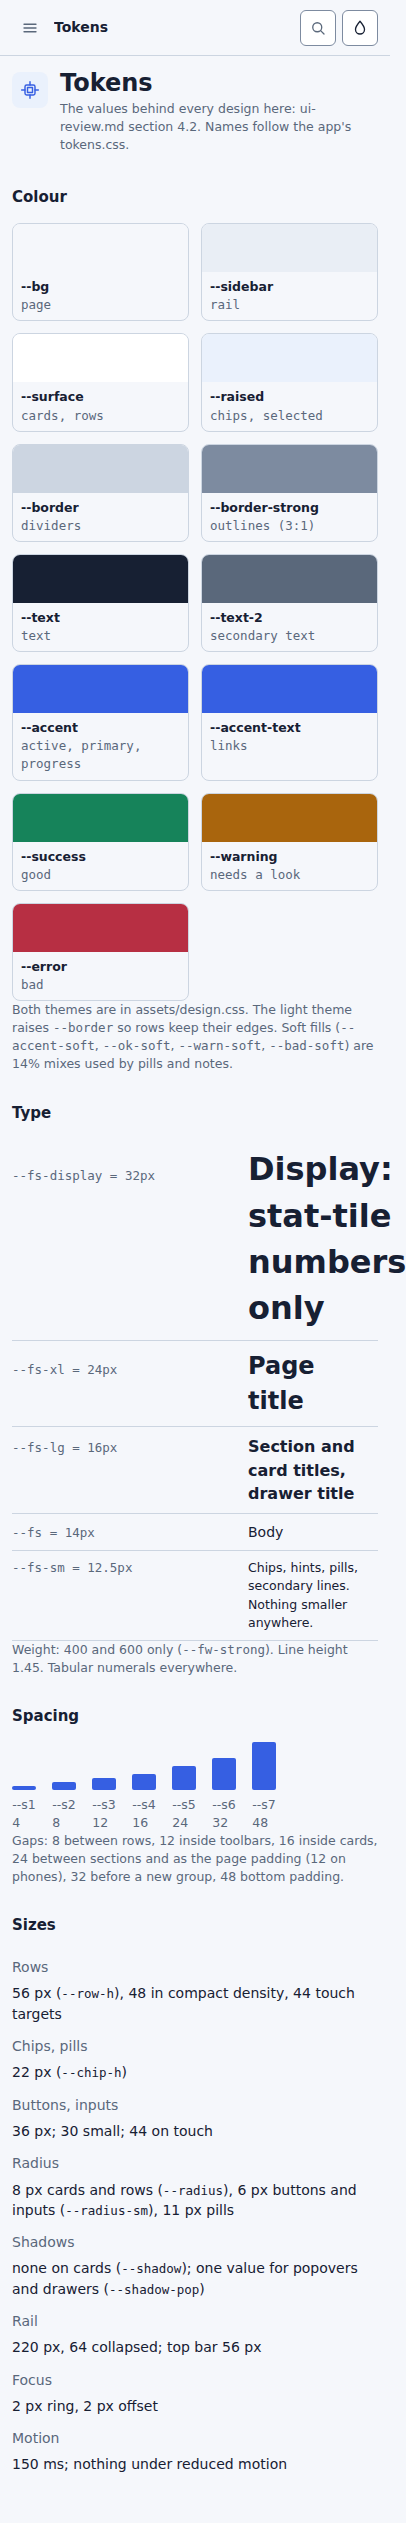 Tokens
Tokens
The values behind every design here: ui-
review.md section 4.2. Names follow the app's
tokens.css.
Colour
--bg
page
--sidebar
rail
--surface
cards, rows
--raised
chips, selected
--border
dividers
--border-strong
outlines (3:1)
--text
text
--text-2
secondary text
--accent
active, primary,
progress
--accent-text
links
--success
good
--warning
needs a look
--error
bad
Both themes are in assets/design.css. The light theme
raises --border so rows keep their edges. Soft fills (--
accent-soft, --ok-soft, --warn-soft, --bad-soft) are
14% mixes used by pills and notes.
Type
--fs-display = 32px
Display:
stat-tile
numbers
only
--fs-xl = 24px
Page
title
--fs-lg = 16px
Section and
card titles,
drawer title
--fs = 14px
Body
--fs-sm = 12.5px
Chips, hints, pills,
secondary lines.
Nothing smaller
anywhere.
Weight: 400 and 600 only (--fw-strong). Line height
1.45. Tabular numerals everywhere.
Spacing
--s1 --s2 --s3 --s4 --s5 --s6 --s7
4 8 12 16 24 32 48
Gaps: 8 between rows, 12 inside toolbars, 16 inside cards,
24 between sections and as the page padding (12 on
phones), 32 before a new group, 48 bottom padding.
Sizes
Rows
56 px (--row-h), 48 in compact density, 44 touch
targets
Chips, pills
22 px (--chip-h)
Buttons, inputs
36 px; 30 small; 44 on touch
Radius
8 px cards and rows (--radius), 6 px buttons and
inputs (--radius-sm), 11 px pills
Shadows
none on cards (--shadow); one value for popovers
and drawers (--shadow-pop)
Rail
220 px, 64 collapsed; top bar 56 px
Focus
2 px ring, 2 px offset
Motion
150 ms; nothing under reduced motion